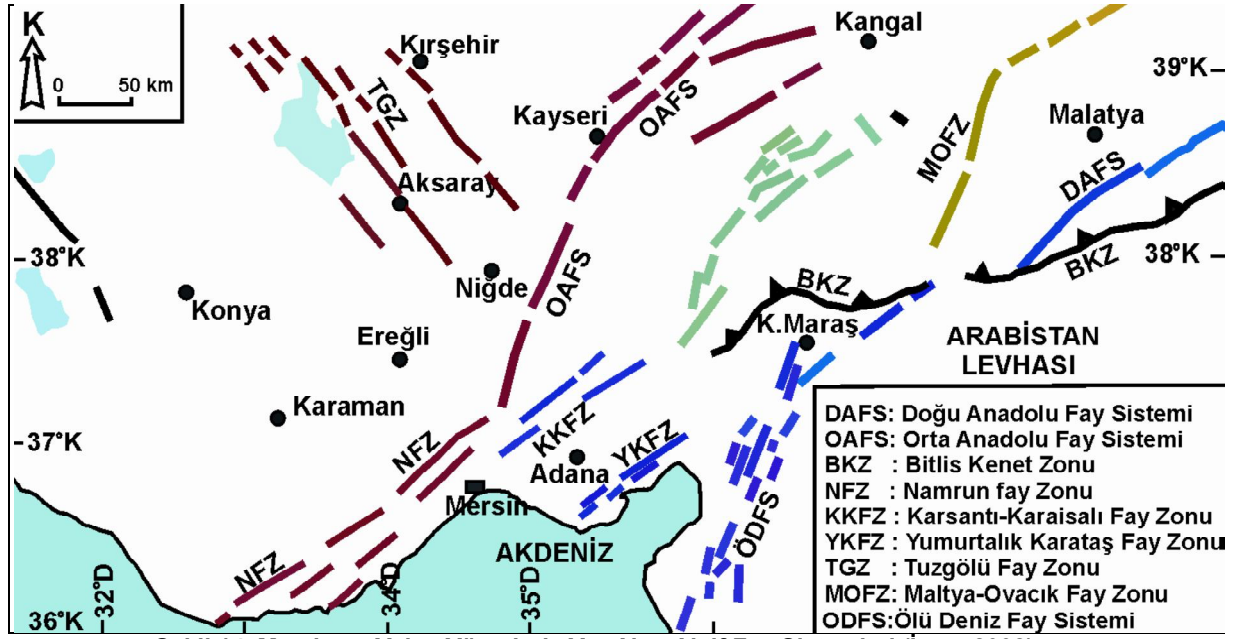 K
0 50 km
Kırşehir
Kangal
39°K
TGZ
Kayseri
OAFS
MOFZ
Malatya
DAFS
Aksaray
38°K
38°K
BKZ
BKZ
Niğde
OAFS
Konya
K.Maraş
Ereğli
ARABİSTAN
LEVHASI
Karaman
37°K
NFZ
KKFZ
Adana
YKFZ
Mersin
ÖDFS
AKDENİZ
NFZ
32°D
34°D
35°D
36°K
DAFS: Doğu Anadolu Fay Sistemi
OAFS: Orta Anadolu Fay Sistemi
BKZ : Bitlis Kenet Zonu
NFZ : Namrun fay Zonu
KKFZ : Karsantı-Karaisalı Fay Zonu
YKFZ : Yumurtalık Karataş Fay Zonu
TGZ : Tuzgölü Fay Zonu
MOFZ: Maltya-Ovacık Fay Zonu
ODFS:Ölü Deniz Fay Sistemi